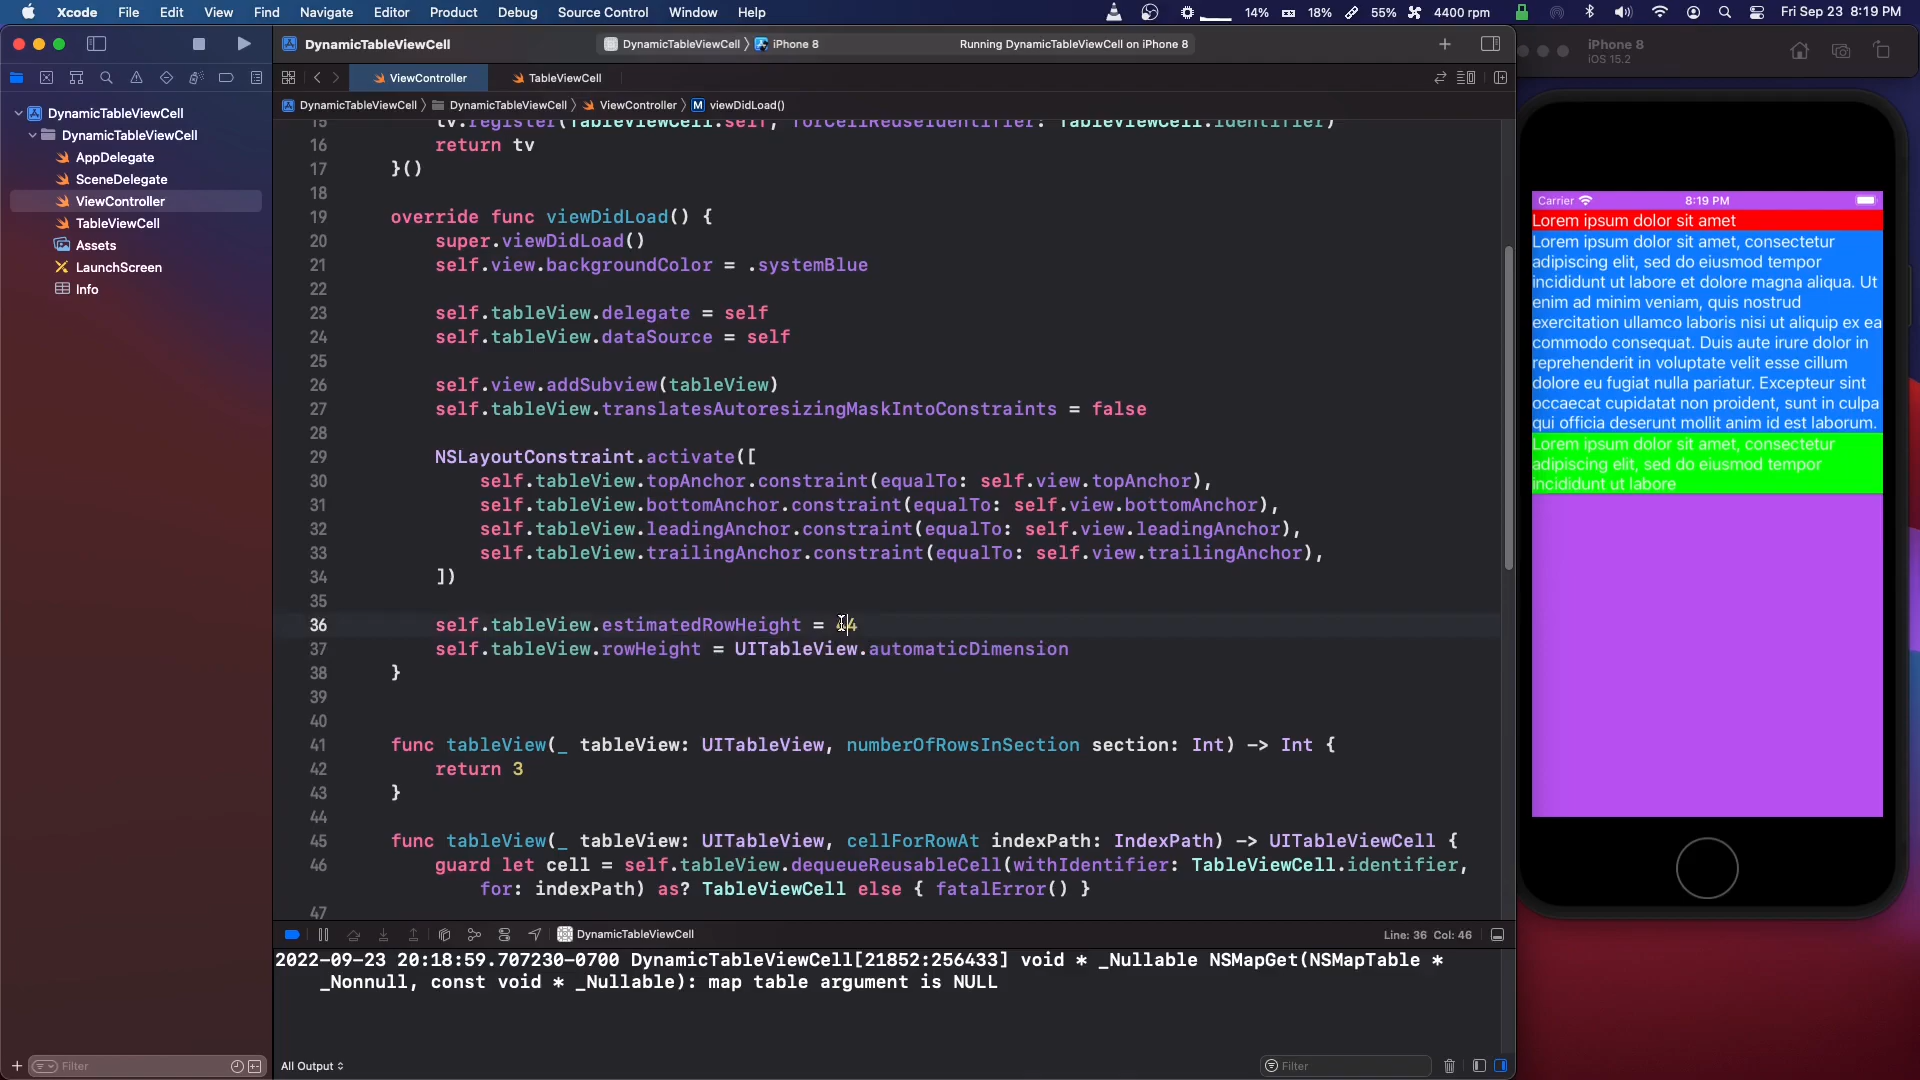 Xcode File Edit View Find Navigate Editor Product Debug Source Control Window Help 14% 18% 55% 4400 rpm Fri Sep 23 8:19 PM
DynamicTableViewCell DynamicTableViewCell iPhone 8 Running DynamicTableViewCell on iPhone 8
ViewController TableViewCell
DynamicTableViewCell DynamicTableViewCell ViewController M viewDidLoad()
DynamicTableViewCell
DynamicTableViewCell
AppDelegate
SceneDelegate
ViewController
TableViewCell
Assets
LaunchScreen
Info
Filter
15 tv.register(TableViewCell.self, forCellReuseIdentifier: TableViewCell.identifier)
16 return tv
17 }()
18
19 override func viewDidLoad() {
20 super.viewDidLoad()
21 self.view.backgroundColor = .systemBlue
22
23 self.tableView.delegate = self
24 self.tableView.dataSource = self
25
26 self.view.addSubview(tableView)
27 self.tableView.translatesAutoresizingMaskIntoConstraints = false
28
29 NSLayoutConstraint.activate([
30 self.tableView.topAnchor.constraint(equalTo: self.view.topAnchor),
31 self.tableView.bottomAnchor.constraint(equalTo: self.view.bottomAnchor),
32 self.tableView.leadingAnchor.constraint(equalTo: self.view.leadingAnchor),
33 self.tableView.trailingAnchor.constraint(equalTo: self.view.trailingAnchor),
34 ])
35
36 self.tableView.estimatedRowHeight = 44
37 self.tableView.rowHeight = UITableView.automaticDimension
38 }
39
40
41 func tableView(_ tableView: UITableView, numberOfRowsInSection section: Int) -> Int {
42 return 3
43 }
44
45 func tableView(_ tableView: UITableView, cellForRowAt indexPath: IndexPath) -> UITableViewCell {
46 guard let cell = self.tableView.dequeueReusableCell(withIdentifier: TableViewCell.identifier,
for: indexPath) as? TableViewCell else { fatalError() }
47
DynamicTableViewCell Line: 36 Col: 46
2022-09-23 20:18:59.707230-0700 DynamicTableViewCell[21852:256433] void * _Nullable NSMapGet(NSMapTable *
_Nonnull, const void * _Nullable): map table argument is NULL
All Output Filter
iPhone 8
iOS 15.2
Carrier 8:19 PM
Lorem ipsum dolor sit amet
Lorem ipsum dolor sit amet, consectetur
adipiscing elit, sed do eiusmod tempor
incididunt ut labore et dolore magna aliqua. Ut
enim ad minim veniam, quis nostrud
exercitation ullamco laboris nisi ut aliquip ex ea
commodo consequat. Duis aute irure dolor in
reprehenderit in voluptate velit esse cillum
dolore eu fugiat nulla pariatur. Excepteur sint
occaecat cupidatat non proident, sunt in culpa
qui officia deserunt mollit anim id est laborum.
Lorem ipsum dolor sit amet, consectetur
adipiscing elit, sed do eiusmod tempor
incididunt ut labore